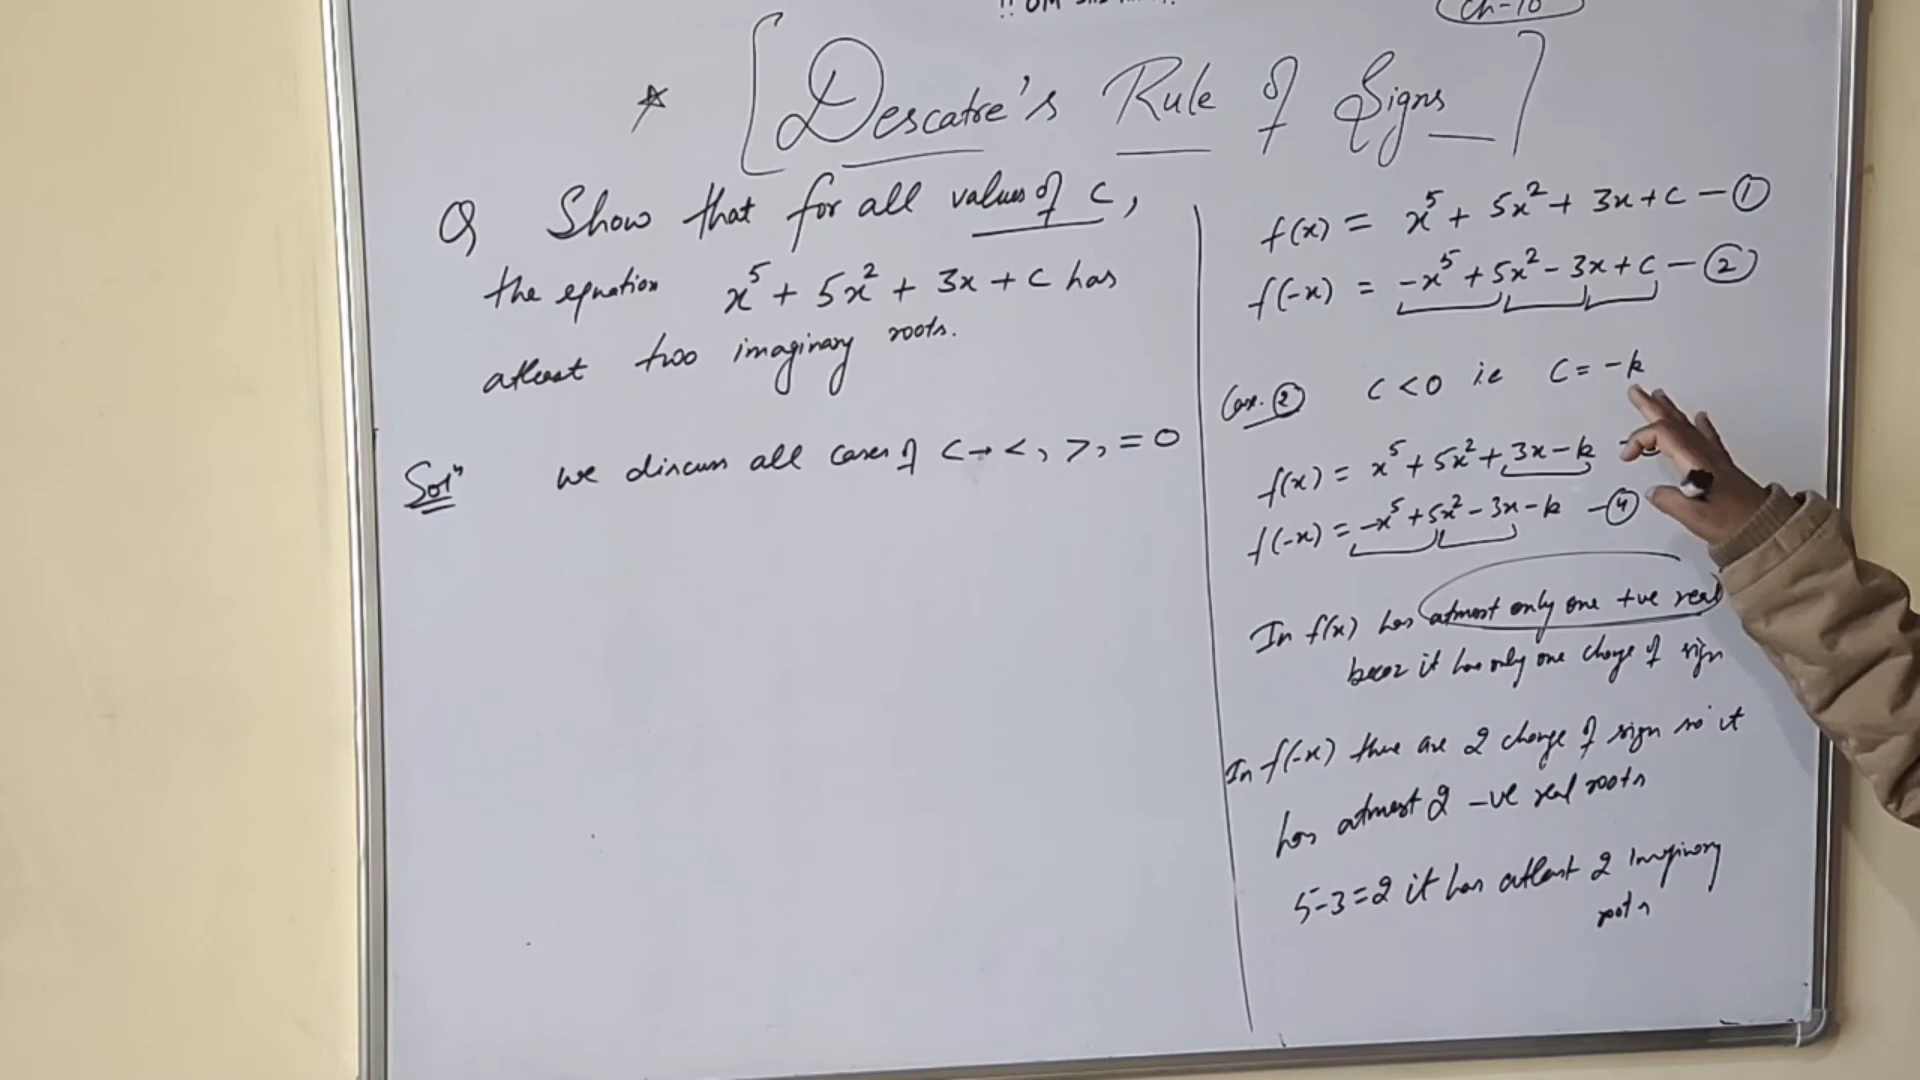 Ch-10
[Descatre's Rule of Signs]
Q Show that for all values of C,
the equation x⁵ + 5x² + 3x + C has
atleast two imaginary roots.
Solⁿ We discuss all cases of C → <, >, = 0
f(x) = x⁵ + 5x² + 3x + C - ①
f(-x) = -x⁵ + 5x² - 3x + C - ②
Case. ② C < 0 i.e C = -k
f(x) = x⁵ + 5x² + 3x - k
f(-x) = -x⁵ + 5x² - 3x - k - ④
In f(x) has atmost only one +ve real
becoz it has only one change of sign
In f(-x) there are 2 change of sign so it
has atmost 2 -ve real roots
5-3=2 it has atleast 2 imaginary
roots